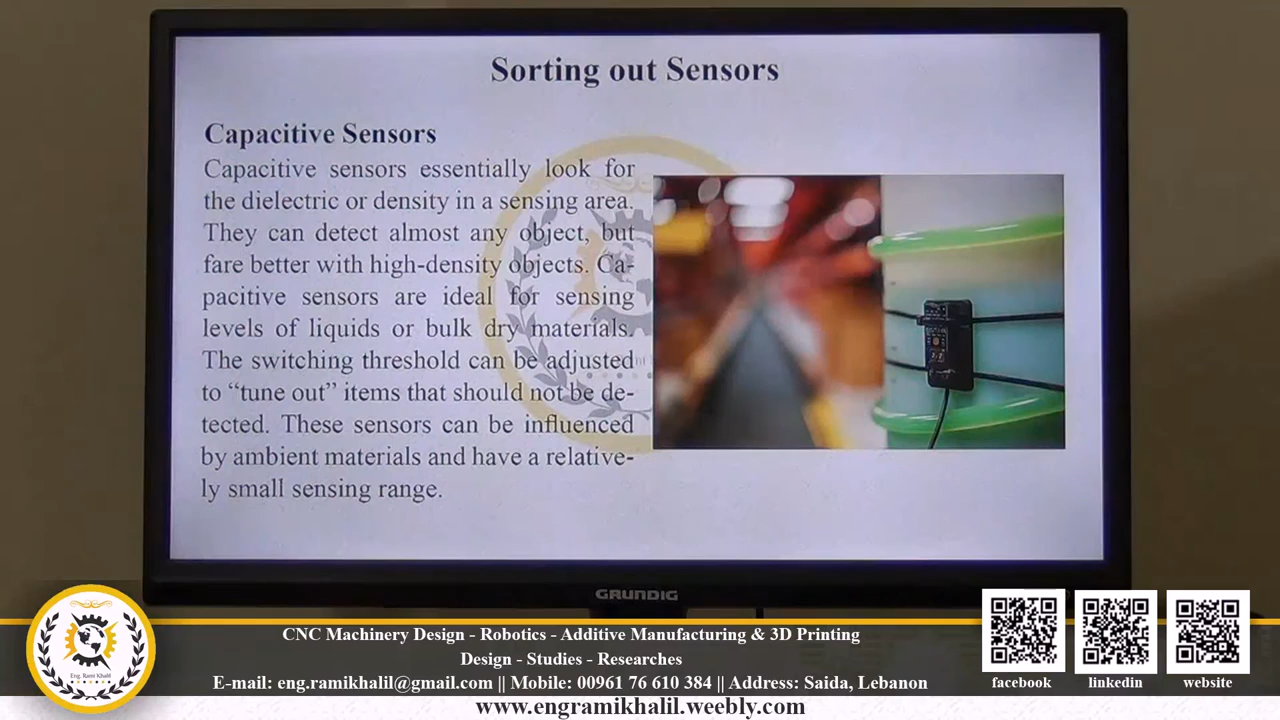 Sorting out Sensors
Capacitive Sensors
Capacitive sensors essentially look for
the dielectric or density in a sensing area.
They can detect almost any object, but
fare better with high-density objects. Ca-
pacitive sensors are ideal for sensing
levels of liquids or bulk dry materials.
The switching threshold can be adjusted
to “tune out” items that should not be de-
tected. These sensors can be influenced
by ambient materials and have a relative-
ly small sensing range.
GRUNDIG
Eng. Rami Khalil
CNC Machinery Design - Robotics - Additive Manufacturing & 3D Printing
Design - Studies - Researches
E-mail: eng.ramikhalil@gmail.com || Mobile: 00961 76 610 384 || Address: Saida, Lebanon
www.engramikhalil.weebly.com
facebook
linkedin
website